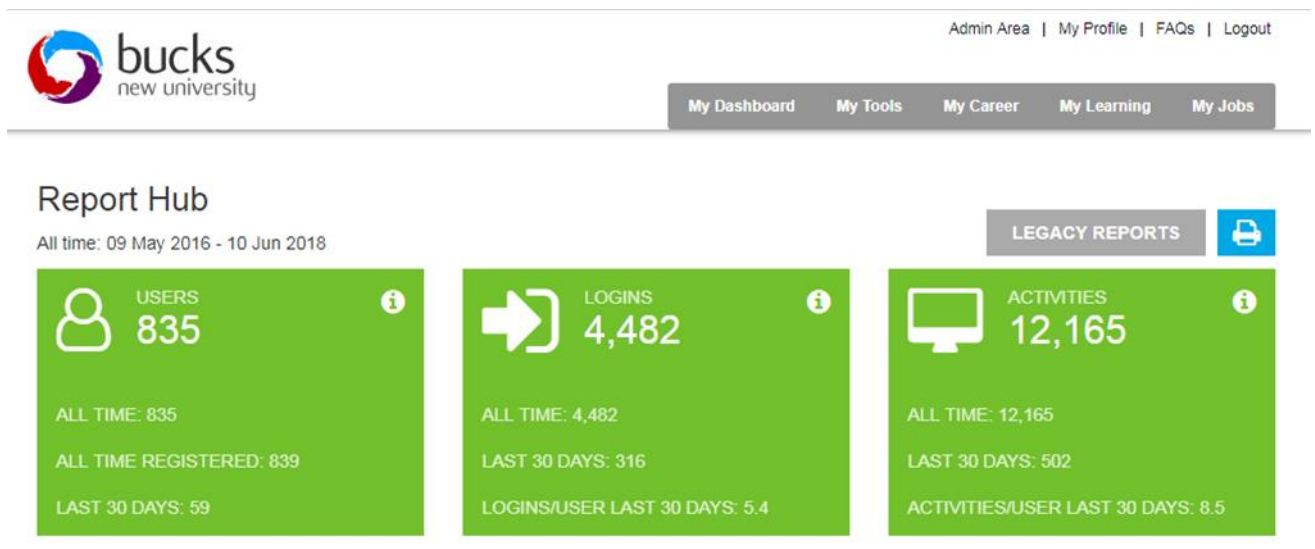 Admin Area | My Profile | FAQs | Logout
bucks
new university
My Dashboard My Tools My Career My Learning My Jobs
Report Hub
All time: 09 May 2016 - 10 Jun 2018
LEGACY REPORTS
USERS
835
ALL TIME: 835
ALL TIME REGISTERED: 839
LAST 30 DAYS: 59
LOGINS
4,482
ALL TIME: 4,482
LAST 30 DAYS: 316
LOGINS/USER LAST 30 DAYS: 5.4
ACTIVITIES
12,165
ALL TIME: 12,165
LAST 30 DAYS: 502
ACTIVITIES/USER LAST 30 DAYS: 8.5